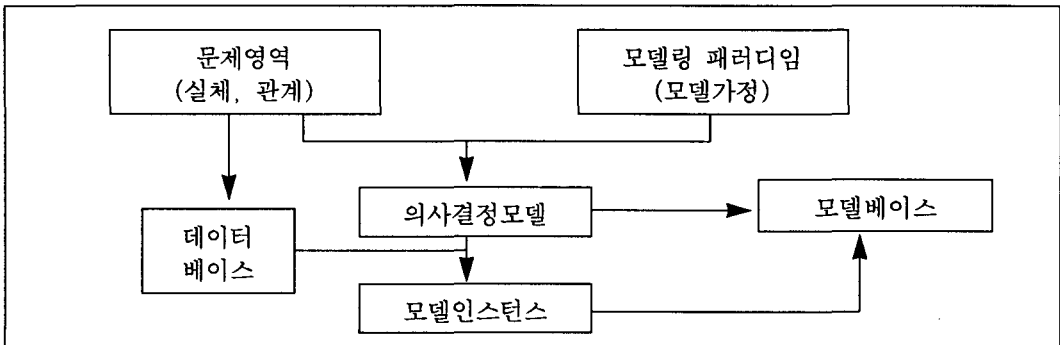 문제영역
(실체, 관계)
모델링 패러디임
(모델가정)
의사결정모델
모델베이스
데이터
베이스
모델인스턴스